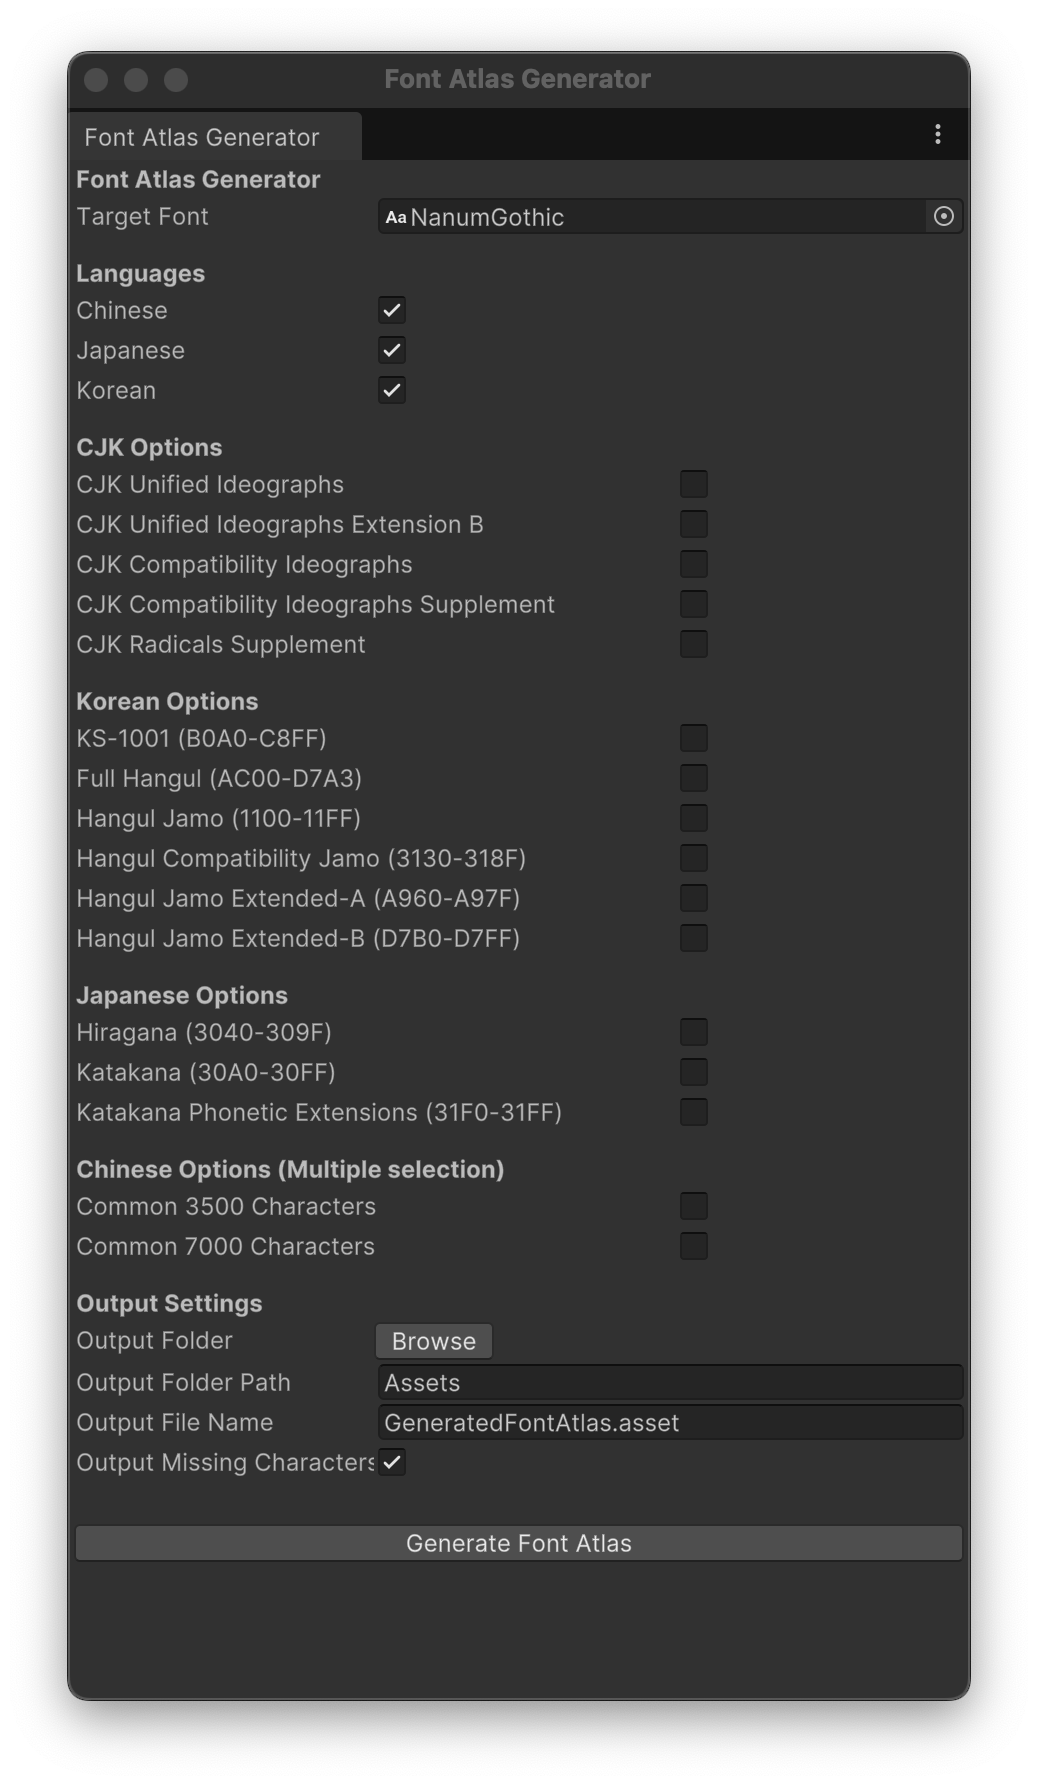 Font Atlas Generator
Font Atlas Generator
Font Atlas Generator
Target Font Aa NanumGothic
Languages
Chinese
Japanese
Korean
CJK Options
CJK Unified Ideographs
CJK Unified Ideographs Extension B
CJK Compatibility Ideographs
CJK Compatibility Ideographs Supplement
CJK Radicals Supplement
Korean Options
KS-1001 (B0A0-C8FF)
Full Hangul (AC00-D7A3)
Hangul Jamo (1100-11FF)
Hangul Compatibility Jamo (3130-318F)
Hangul Jamo Extended-A (A960-A97F)
Hangul Jamo Extended-B (D7B0-D7FF)
Japanese Options
Hiragana (3040-309F)
Katakana (30A0-30FF)
Katakana Phonetic Extensions (31F0-31FF)
Chinese Options (Multiple selection)
Common 3500 Characters
Common 7000 Characters
Output Settings
Output Folder Browse
Output Folder Path Assets
Output File Name GeneratedFontAtlas.asset
Output Missing Characters
Generate Font Atlas